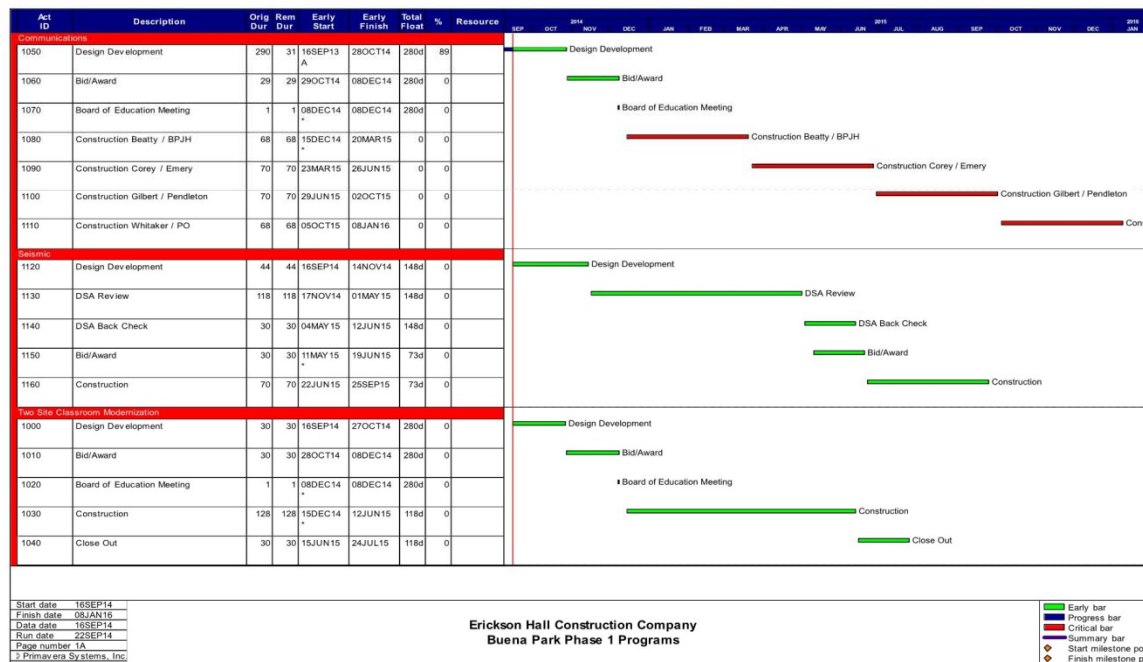 Act ID Description Orig Dur Rem Dur Early Start Early Finish Total Float % Resource
2014 2015 2016
SEP OCT NOV DEC JAN FEB MAR APR MAY JUN JUL AUG SEP OCT NOV DEC JAN
Communications
1050 Design Development 290 31 16SEP13 A 28OCT14 280d 89 Design Development
1060 Bid/Award 29 29 29OCT14 08DEC14 280d 0 Bid/Award
1070 Board of Education Meeting 1 1 08DEC14 * 08DEC14 280d 0 Board of Education Meeting
1080 Construction Beatty / BPJH 68 68 15DEC14 * 20MAR15 0 0 Construction Beatty / BPJH
1090 Construction Corey / Emery 70 70 23MAR15 26JUN15 0 0 Construction Corey / Emery
1100 Construction Gilbert / Pendleton 70 70 29JUN15 02OCT15 0 0 Construction Gilbert / Pendleton
1110 Construction Whitaker / PO 68 68 05OCT15 08JAN16 0 0 Con
Seismic
1120 Design Development 44 44 16SEP14 14NOV14 148d 0 Design Development
1130 DSA Review 118 118 17NOV14 01MAY15 148d 0 DSA Review
1140 DSA Back Check 30 30 04MAY15 12JUN15 148d 0 DSA Back Check
1150 Bid/Award 30 30 11MAY15 * 19JUN15 73d 0 Bid/Award
1160 Construction 70 70 22JUN15 25SEP15 73d 0 Construction
Two Site Classroom Modernization
1000 Design Development 30 30 16SEP14 27OCT14 280d 0 Design Development
1010 Bid/Award 30 30 28OCT14 08DEC14 280d 0 Bid/Award
1020 Board of Education Meeting 1 1 08DEC14 * 08DEC14 280d 0 Board of Education Meeting
1030 Construction 128 128 15DEC14 * 12JUN15 118d 0 Construction
1040 Close Out 30 30 15JUN15 24JUL15 118d 0 Close Out
Start date 16SEP14
Finish date 08JAN16
Data date 16SEP14
Run date 22SEP14
Page number 1A
Primavera Systems, Inc
Erickson Hall Construction Company
Buena Park Phase 1 Programs
Early bar
Progress bar
Critical bar
Summary bar
Start milestone po
Finish milestone p